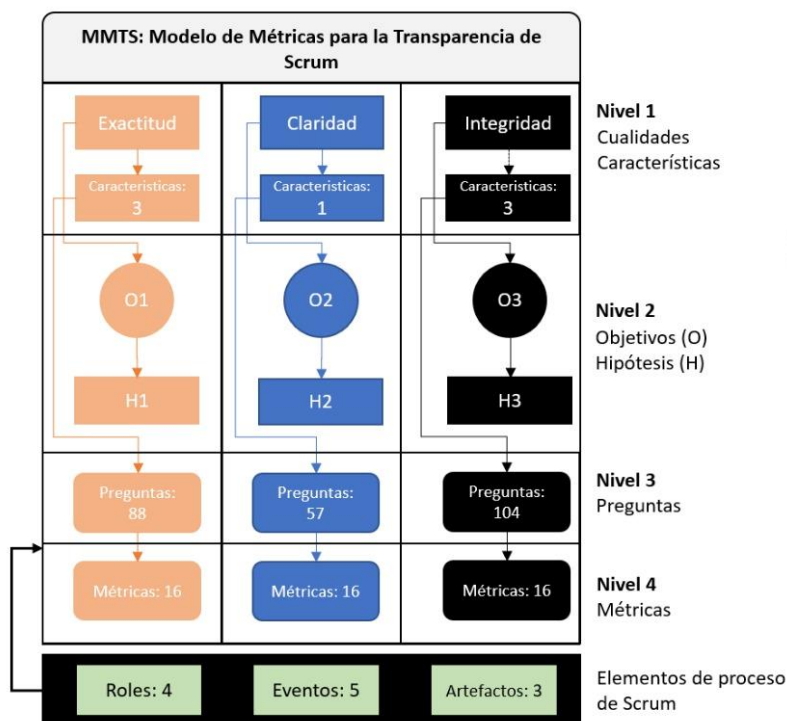 MMTS: Modelo de Métricas para la Transparencia de
Scrum
Exactitud
Claridad
Integridad
Nivel 1
Cualidades
Características
Caracteristicas:
3
Caracteristicas:
1
Caracteristicas:
3
O1
O2
O3
Nivel 2
Objetivos (O)
Hipótesis (H)
H1
H2
H3
Preguntas:
88
Preguntas:
57
Preguntas:
104
Nivel 3
Preguntas
Métricas: 16
Métricas: 16
Métricas: 16
Nivel 4
Métricas
Roles: 4
Eventos: 5
Artefactos: 3
Elementos de proceso
de Scrum